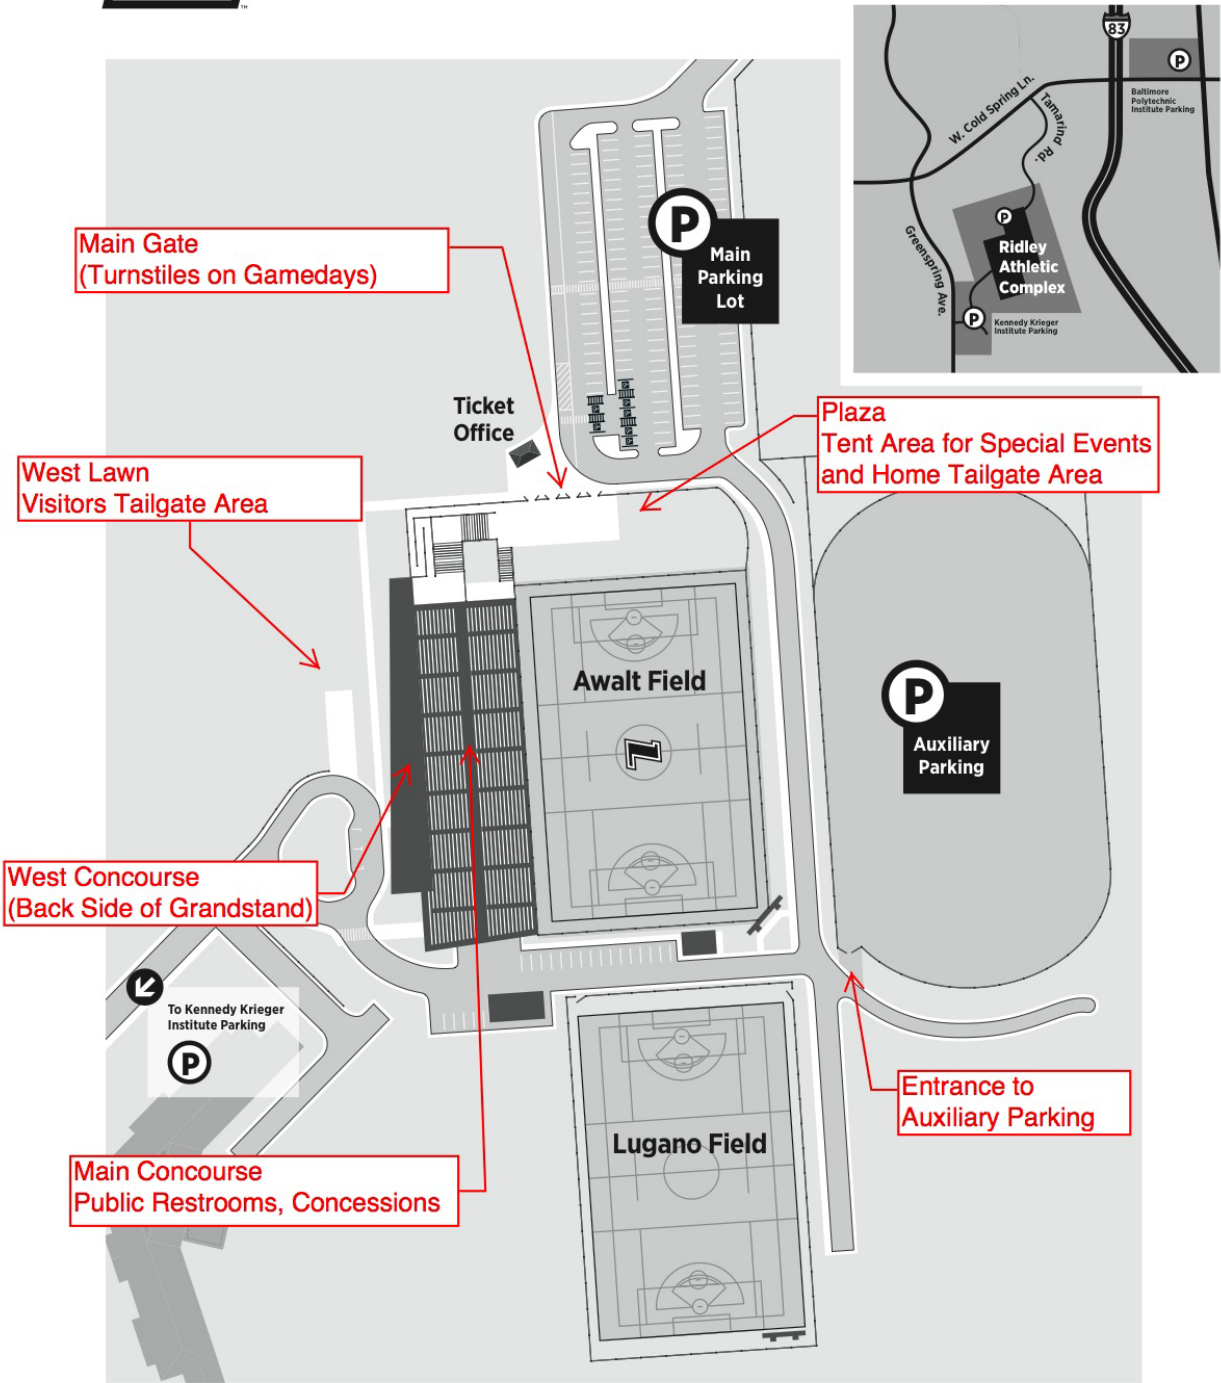 TM
83
P
Baltimore
Polytechnic
Institute Parking
W. Cold Spring Ln.
Tamarind Rd.
P
Ridley
Athletic
Complex
Greenspring Ave.
P
Kennedy Krieger
Institute Parking
Main Gate
(Turnstiles on Gamedays)
P
Main
Parking
Lot
Ticket
Office
Plaza
Tent Area for Special Events
and Home Tailgate Area
West Lawn
Visitors Tailgate Area
Awalt Field
P
Auxiliary
Parking
West Concourse
(Back Side of Grandstand)
To Kennedy Krieger
Institute Parking
P
Entrance to
Auxiliary Parking
Lugano Field
Main Concourse
Public Restrooms, Concessions